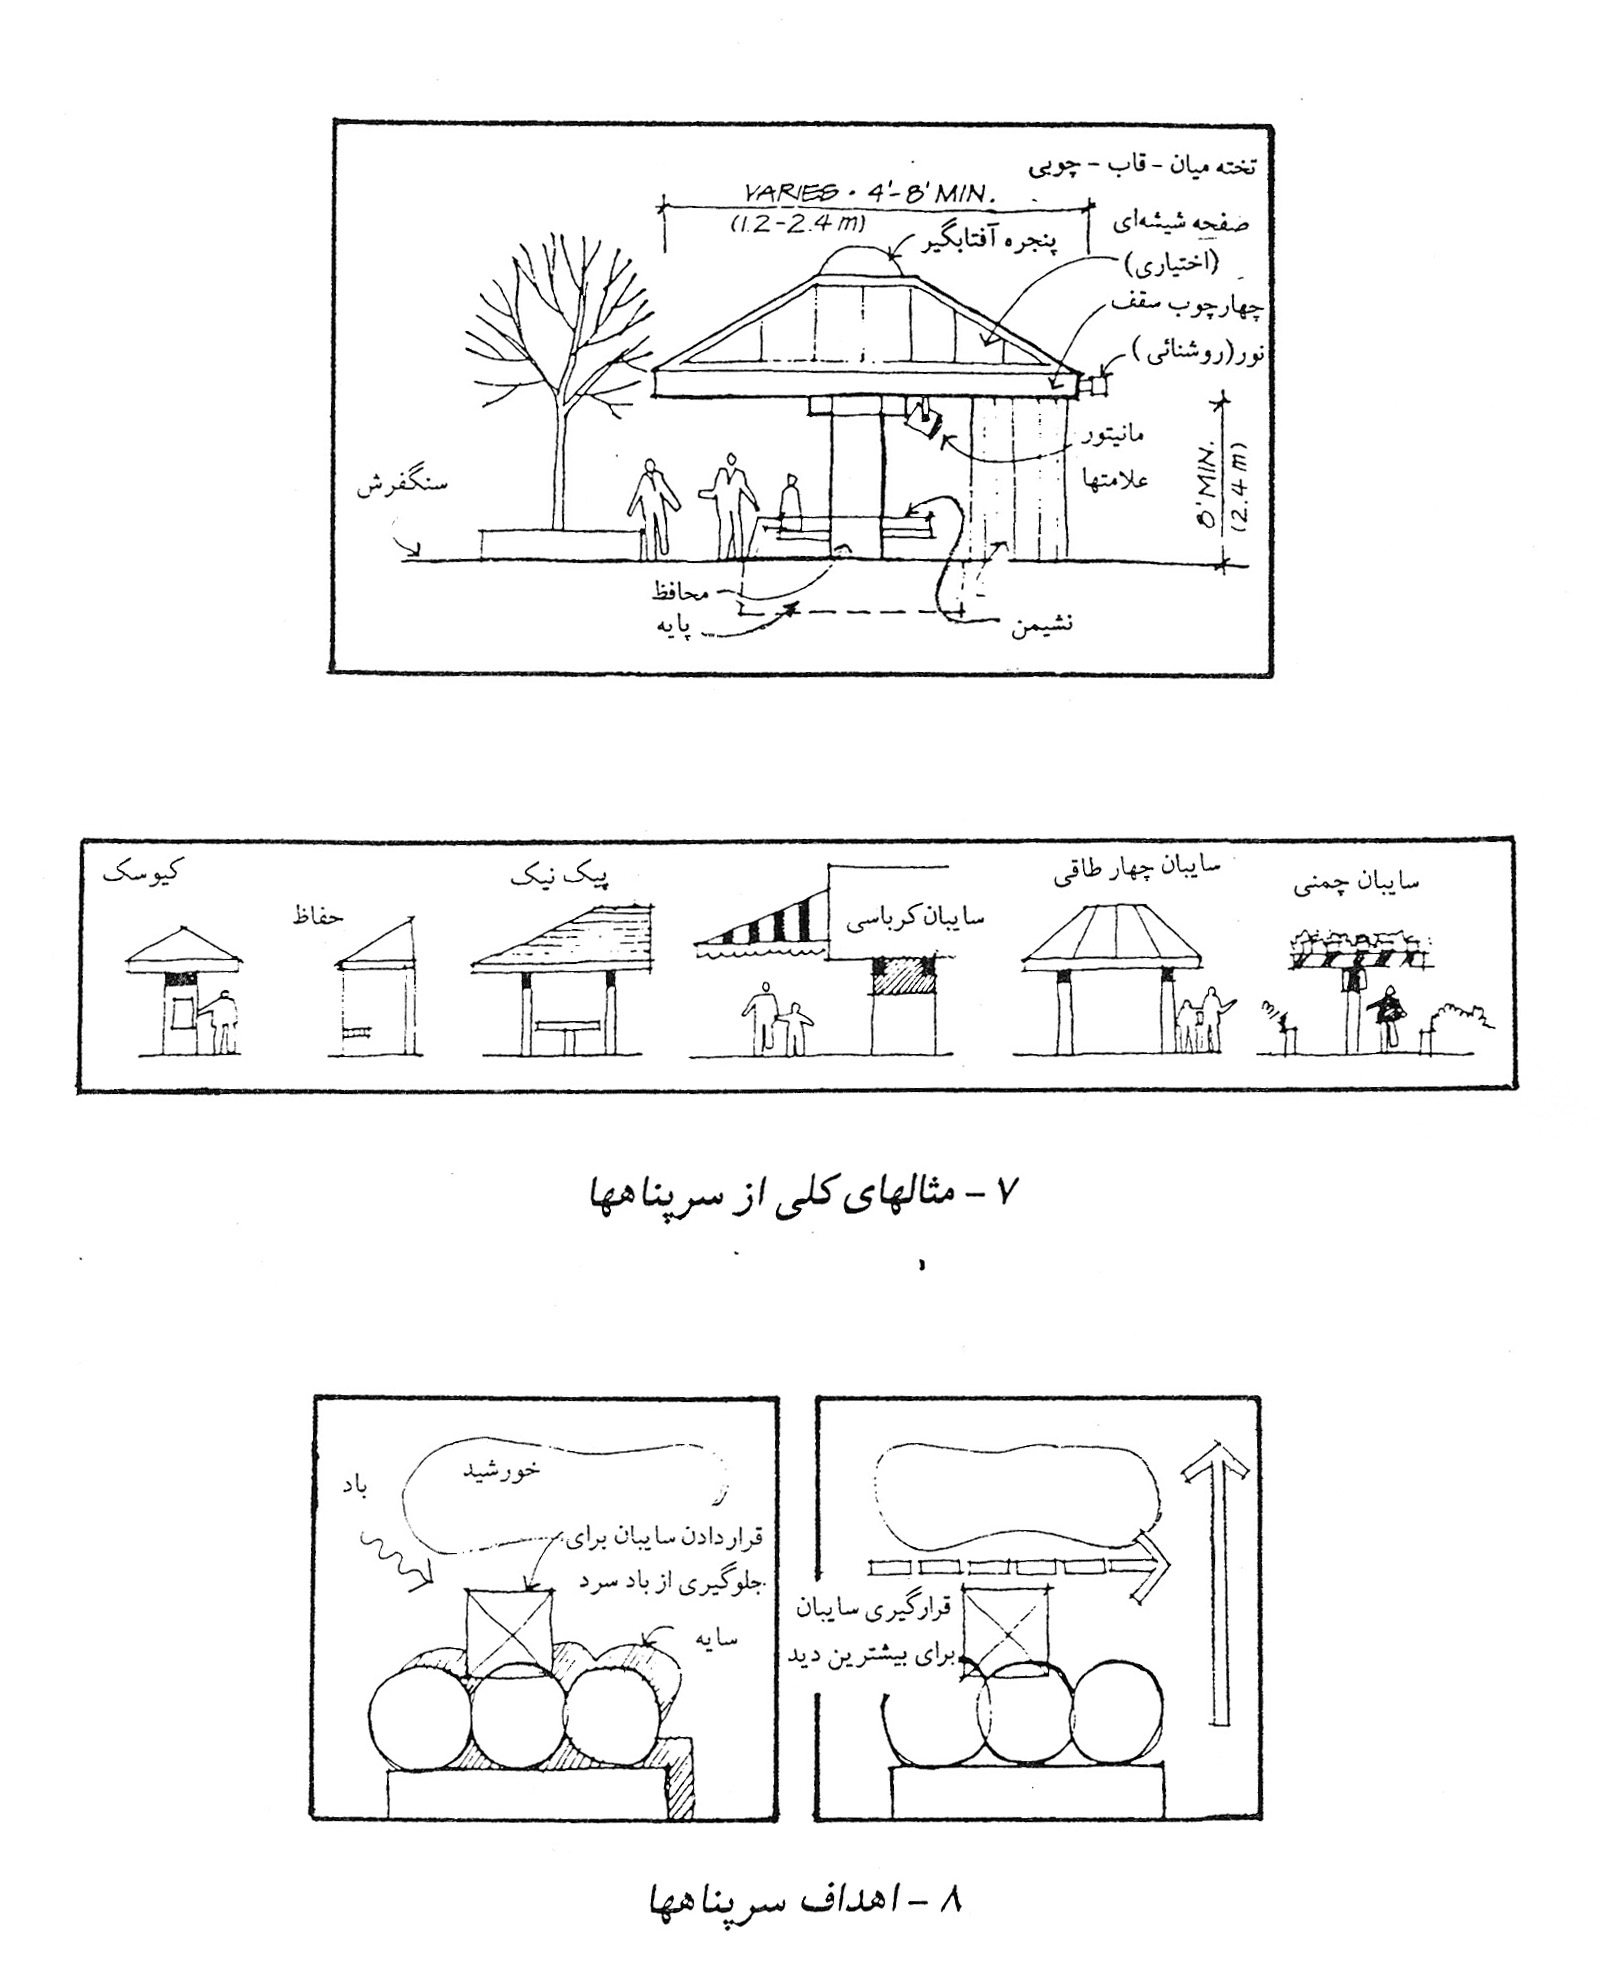 تخته میان - قاب - چوبی
VARIES · 4'-8' MIN.
(1.2-2.4 m)
صفحه شیشه‌ای
(اختیاری)
پنجره آفتابگیر
چهارچوب سقف
نور (روشنائی)
مانیتور
علامتها
8' MIN.
(2.4 m)
سنگفرش
محافظ
پایه
نشیمن
سایبان چمنی
سایبان چهار طاقی
سایبان کرباسی
پیک نیک
حفاظ
کیوسک
۷ - مثالهای کلی از سرپناهها
قرارگیری سایبان
برای بیشترین دید
خورشید
باد
قرار دادن سایبان برای
جلوگیری از باد سرد
سایه
۸ - اهداف سرپناهها